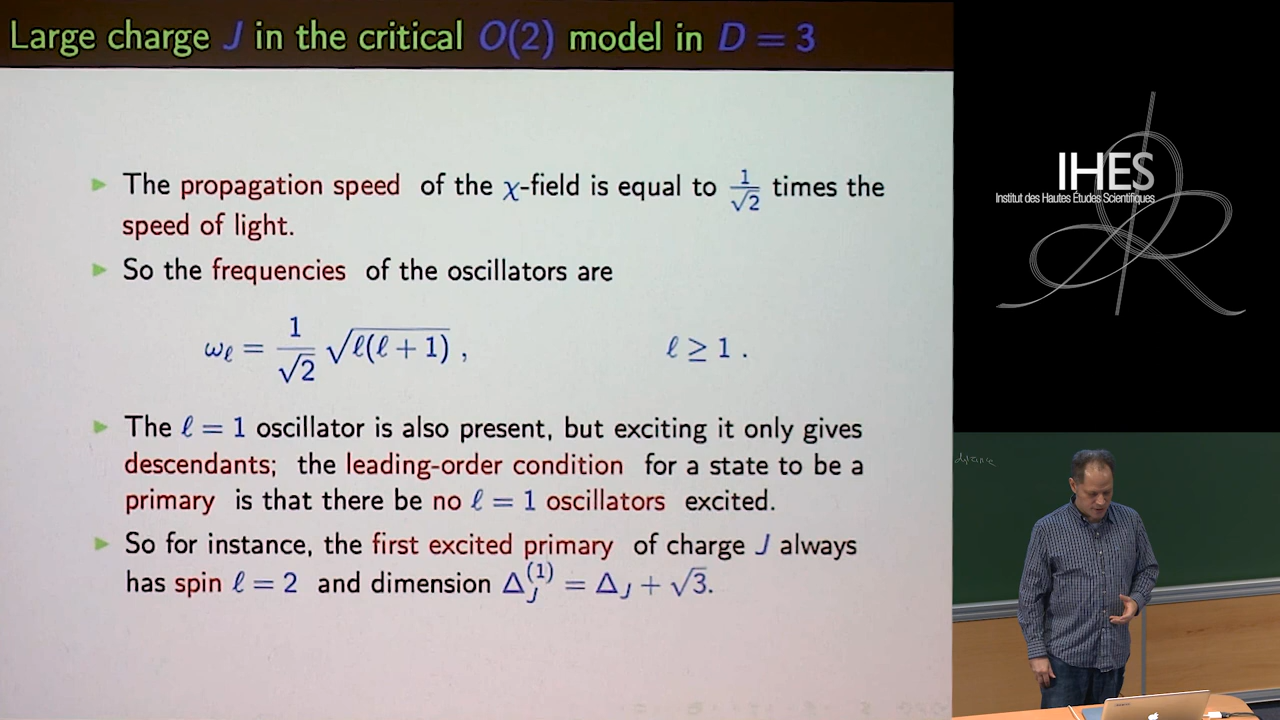 Large charge J in the critical O(2) model in D = 3
▶ The propagation speed of the χ-field is equal to 1/√2 times the
speed of light.
▶ So the frequencies of the oscillators are
ω_ℓ = 1/√2 √ℓ(ℓ + 1) , ℓ ≥ 1 .
▶ The ℓ = 1 oscillator is also present, but exciting it only gives
descendants; the leading-order condition for a state to be a
primary is that there be no ℓ = 1 oscillators excited.
▶ So for instance, the first excited primary of charge J always
has spin ℓ = 2 and dimension Δ_J^(1) = Δ_J + √3.
IHES
Institut des Hautes Études Scientifiques